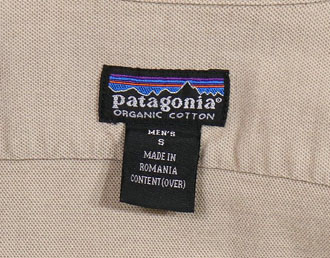 patagonia®
ORGANIC COTTON
MEN'S
S
MADE IN
ROMANIA
CONTENT(OVER)